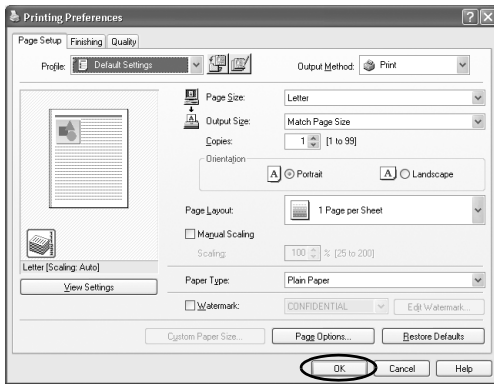 Printing Preferences
Page Setup Finishing Quality
Profile: Default Settings Output Method: Print
Page Size: Letter
Output Size: Match Page Size
Copies: 1 [1 to 99]
Orientation
A Portrait A Landscape
Page Layout: 1 Page per Sheet
Manual Scaling
Scaling: 100 % [25 to 200]
Letter [Scaling: Auto]
View Settings
Paper Type: Plain Paper
Watermark: CONFIDENTIAL Edit Watermark...
Custom Paper Size... Page Options... Restore Defaults
OK Cancel Help